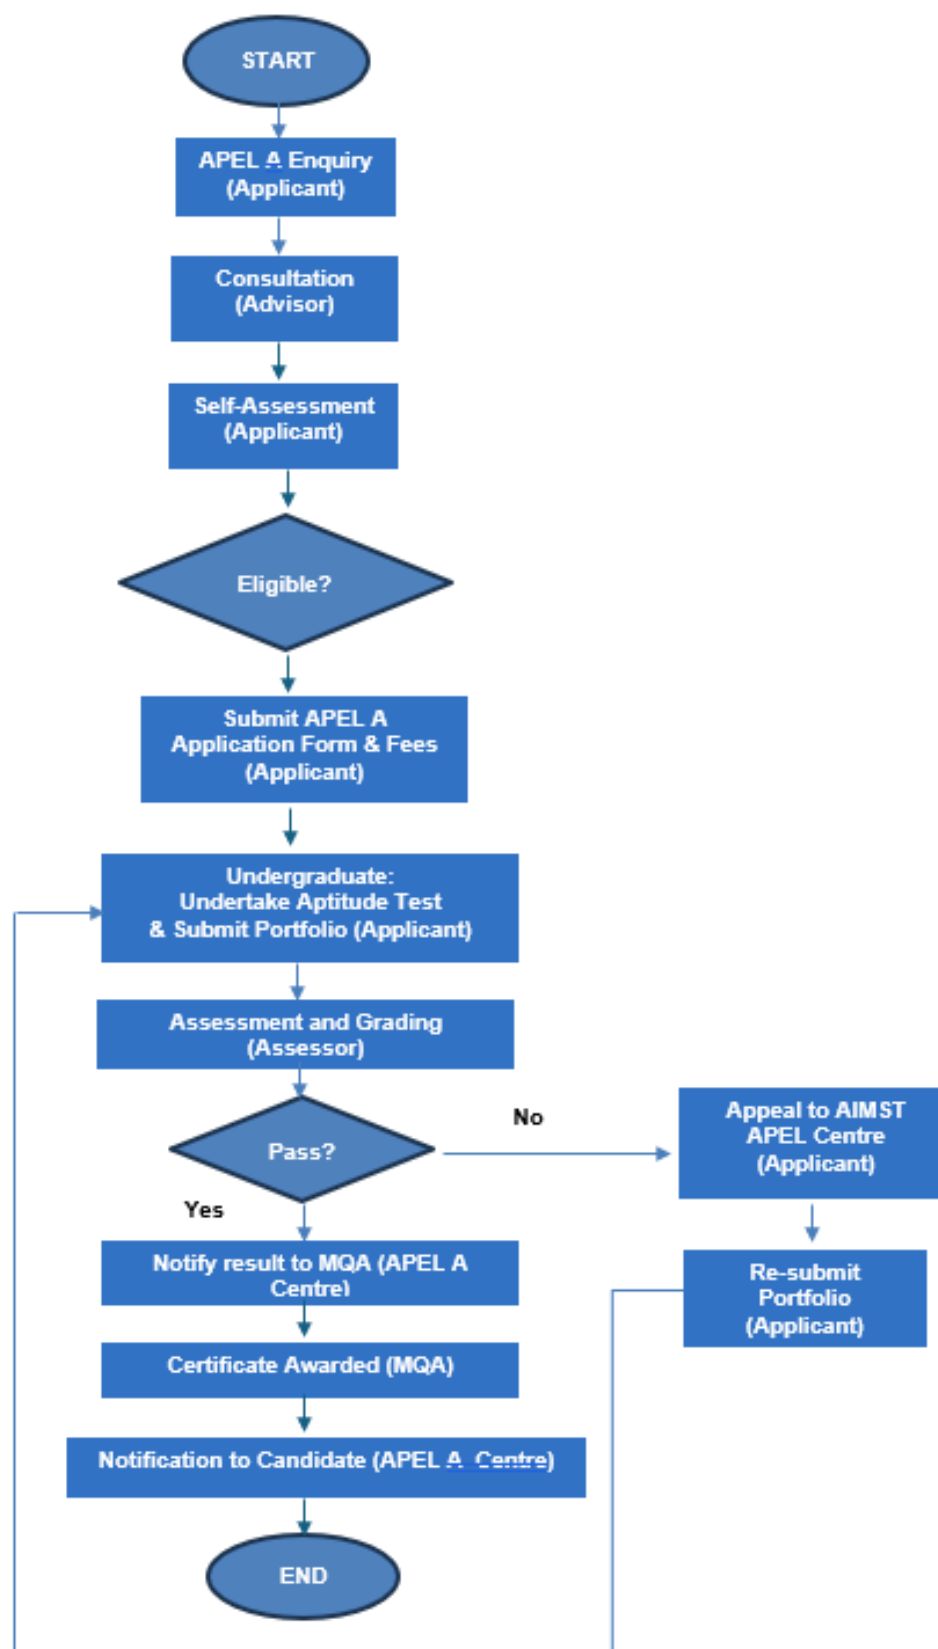 START
APEL A Enquiry
(Applicant)
Consultation
(Advisor)
Self-Assessment
(Applicant)
Eligible?
Submit APEL A
Application Form & Fees
(Applicant)
Undergraduate:
Undertake Aptitude Test
& Submit Portfolio (Applicant)
Assessment and Grading
(Assessor)
Pass?
No
Appeal to AIMST
APEL Centre
(Applicant)
Yes
Notify result to MQA (APEL A
Centre)
Re-submit
Portfolio
(Applicant)
Certificate Awarded (MQA)
Notification to Candidate (APEL A Centre)
END